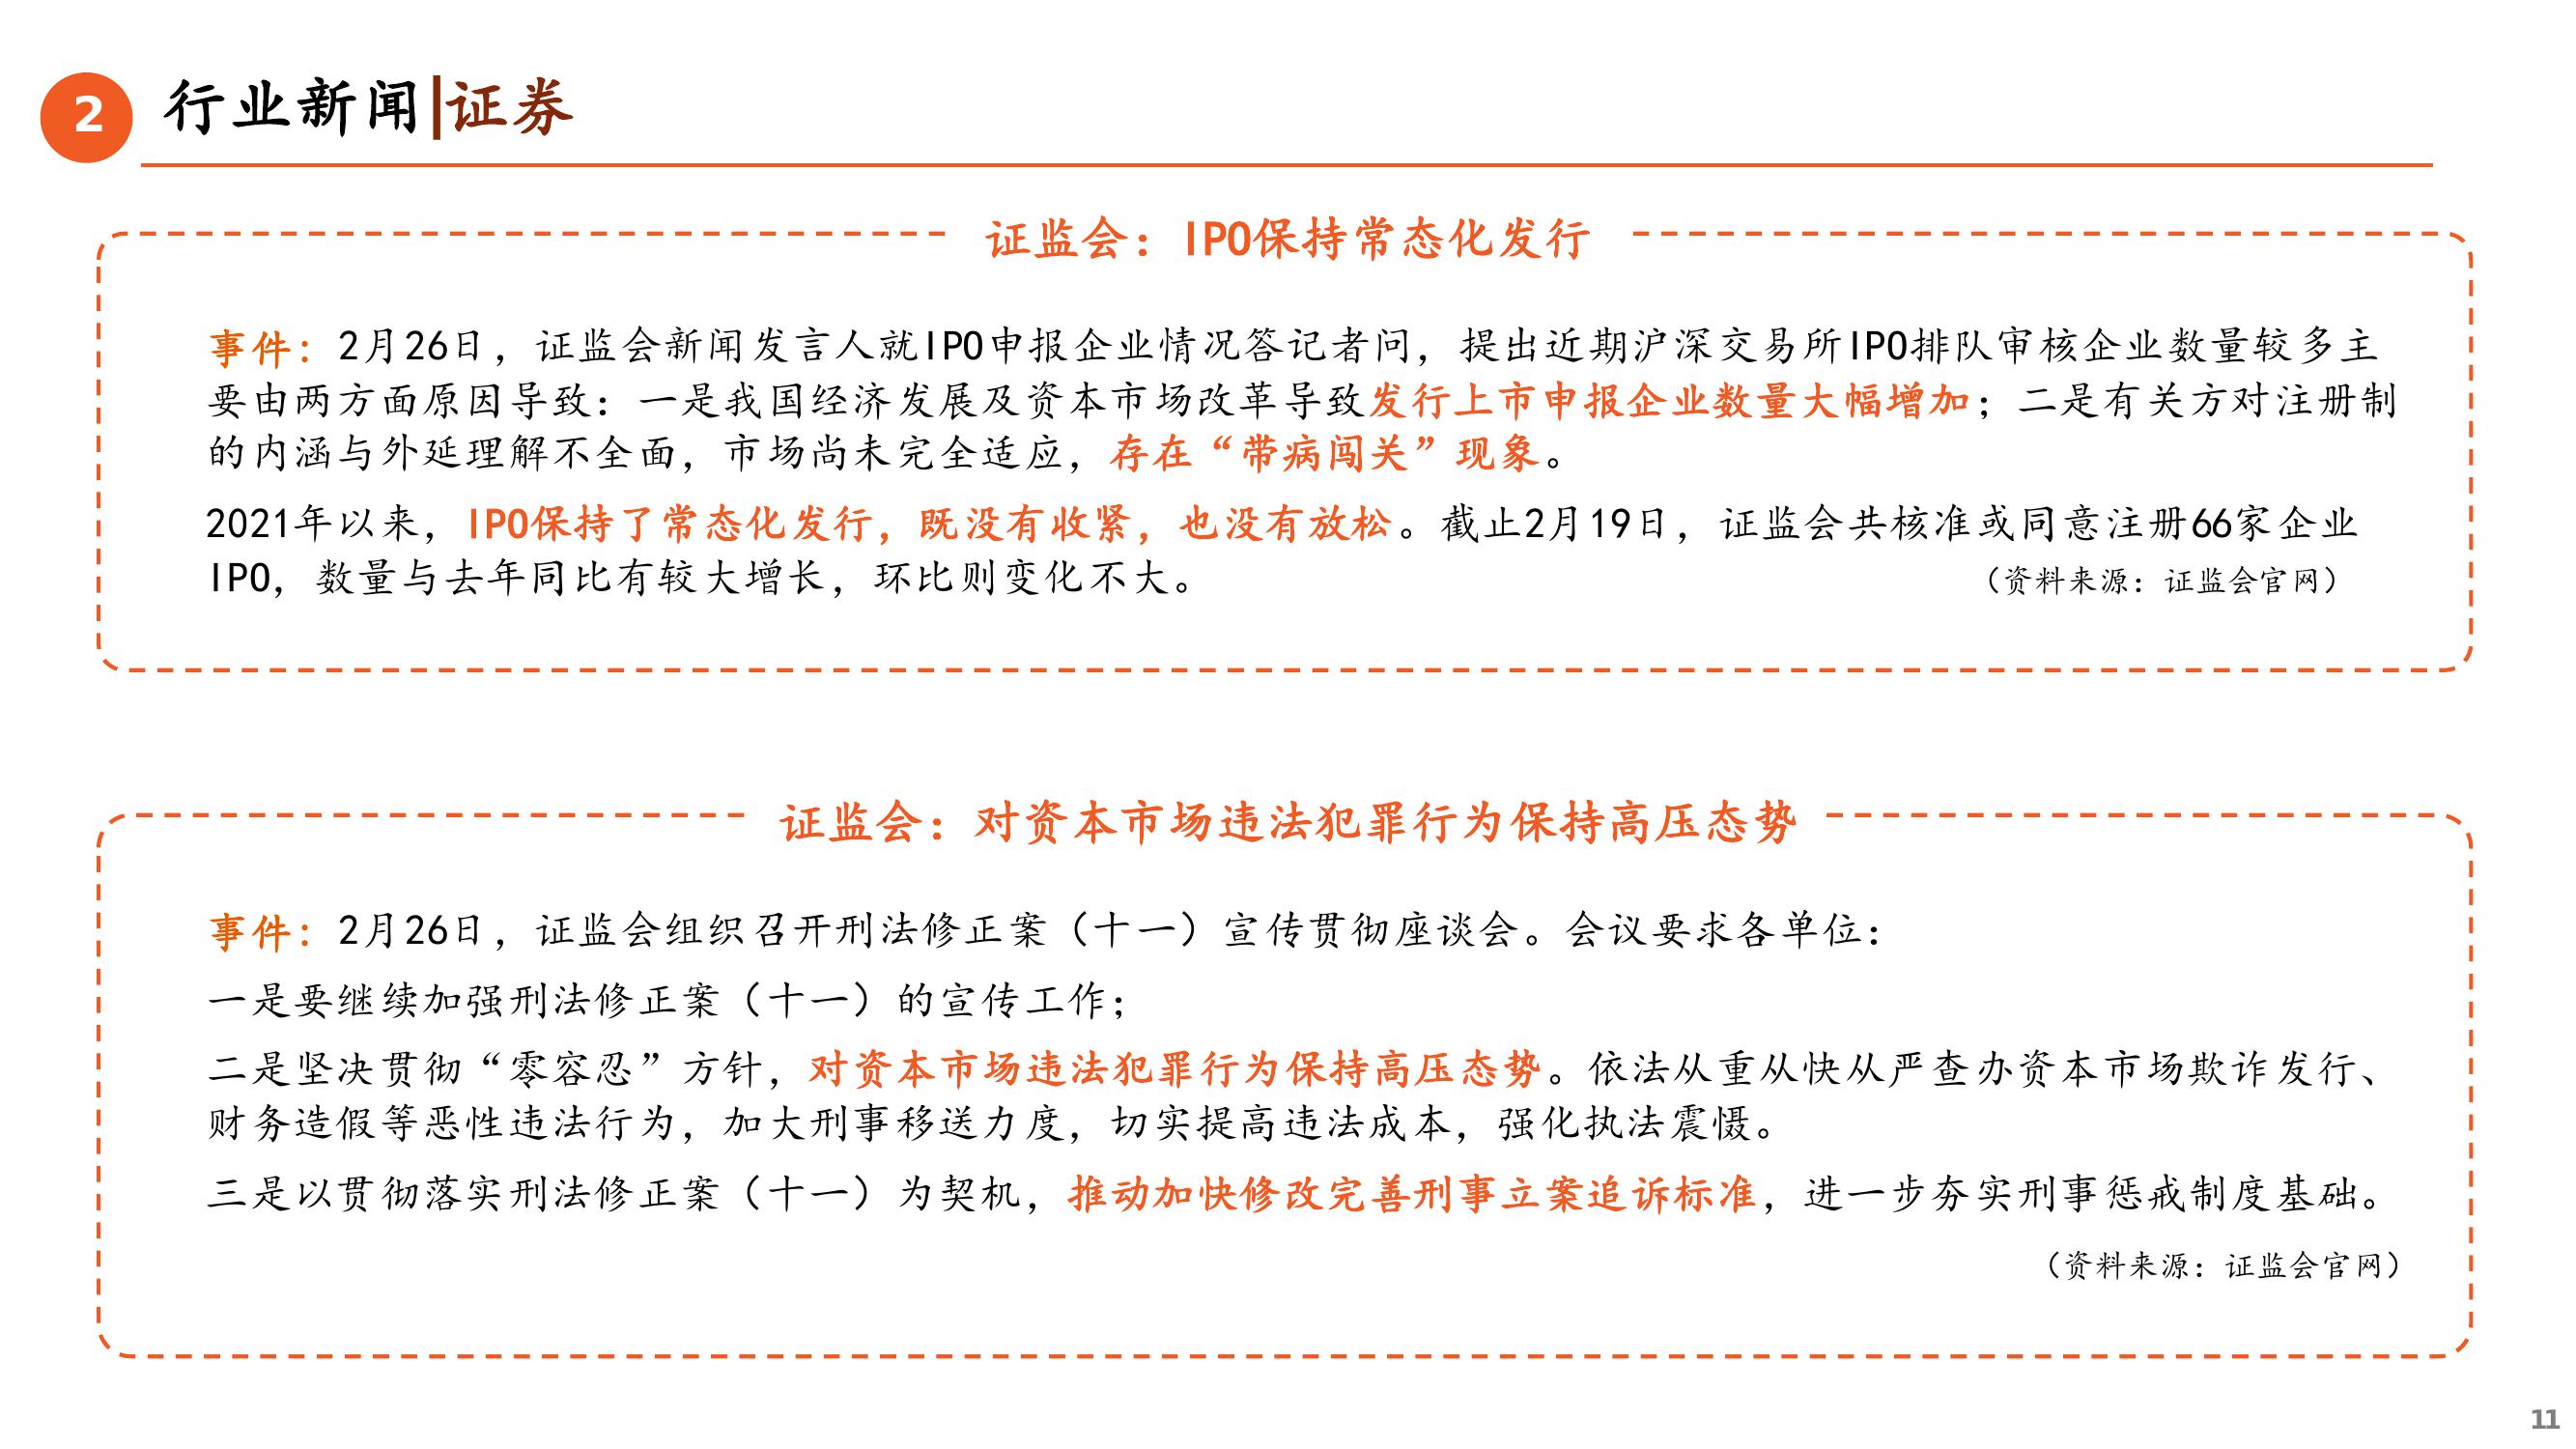 2
行业新闻|证券
证监会：IPO保持常态化发行
事件：2月26日，证监会新闻发言人就IPO申报企业情况答记者问，提出近期沪深交易所IPO排队审核企业数量较多主
要由两方面原因导致：一是我国经济发展及资本市场改革导致发行上市申报企业数量大幅增加；二是有关方对注册制
的内涵与外延理解不全面，市场尚未完全适应，存在“带病闯关”现象。
2021年以来，IPO保持了常态化发行，既没有收紧，也没有放松。截止2月19日，证监会共核准或同意注册66家企业
IPO，数量与去年同比有较大增长，环比则变化不大。
（资料来源：证监会官网）
证监会：对资本市场违法犯罪行为保持高压态势
事件：2月26日，证监会组织召开刑法修正案（十一）宣传贯彻座谈会。会议要求各单位：
一是要继续加强刑法修正案（十一）的宣传工作；
二是坚决贯彻“零容忍”方针，对资本市场违法犯罪行为保持高压态势。依法从重从快从严查办资本市场欺诈发行、
财务造假等恶性违法行为，加大刑事移送力度，切实提高违法成本，强化执法震慑。
三是以贯彻落实刑法修正案（十一）为契机，推动加快修改完善刑事立案追诉标准，进一步夯实刑事惩戒制度基础。
（资料来源：证监会官网）
11